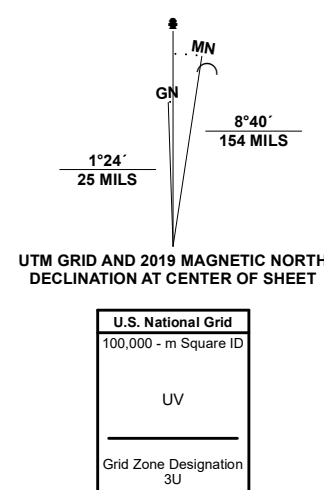 MN
GN
8°40´
154 MILS
1°24´
25 MILS
UTM GRID AND 2019 MAGNETIC NORTH
DECLINATION AT CENTER OF SHEET
U.S. National Grid
100,000 - m Square ID
UV
Grid Zone Designation
3U